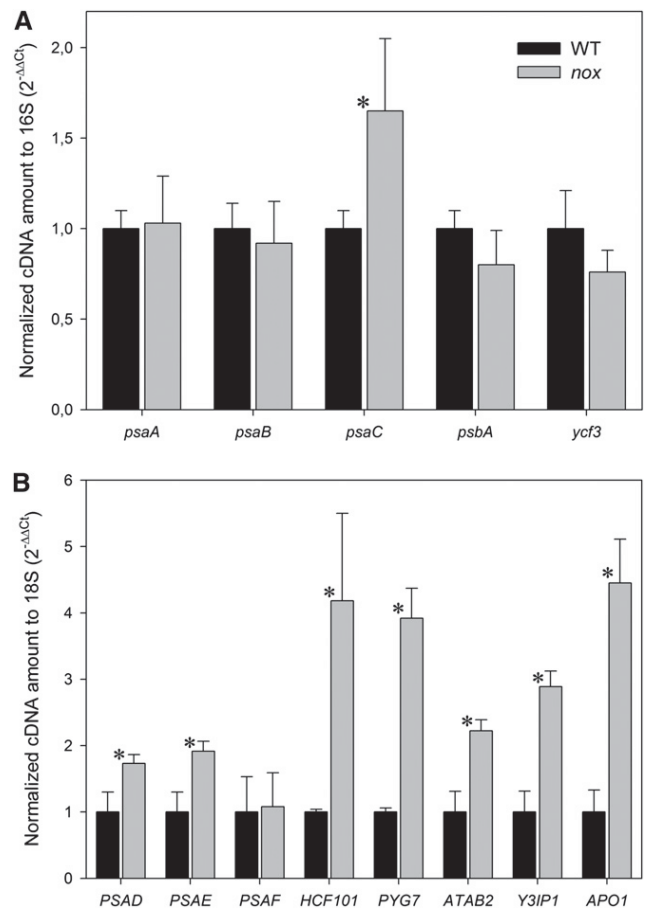 A
Normalized cDNA amount to 16S (2-ΔΔCt)
2,0
1,5
1,0
0,5
0,0
WT
nox
psaA psaB psaC psbA ycf3
*
B
Normalized cDNA amount to 18S (2-ΔΔCt)
6
5
4
3
2
1
0
* * * * * * *
PSAD PSAE PSAF HCF101 PYG7 ATAB2 Y3IP1 APO1